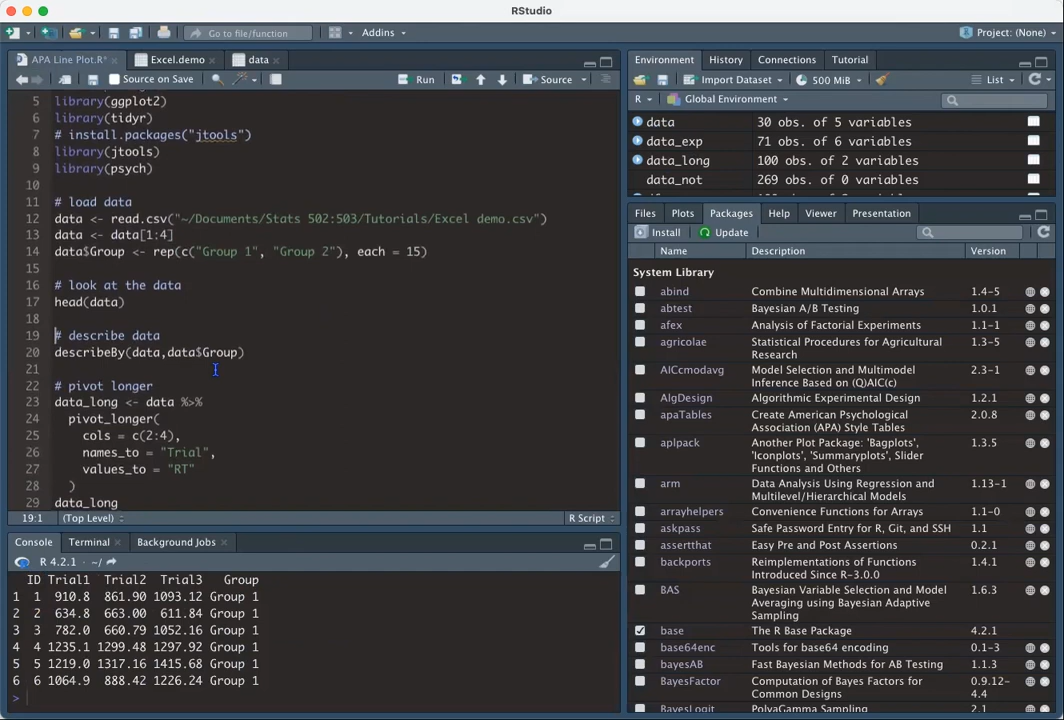 RStudio
Go to file/function
Addins
Project: (None)
APA Line Plot.R*
Excel.demo
data
Source on Save
Run
Source
5 library(ggplot2)
6 library(tidyr)
7 # install.packages("jtools")
8 library(jtools)
9 library(psych)
10
11 # load data
12 data <- read.csv("~/Documents/Stats 502:503/Tutorials/Excel demo.csv")
13 data <- data[1:4]
14 data$Group <- rep(c("Group 1", "Group 2"), each = 15)
15
16 # look at the data
17 head(data)
18
19 # describe data
20 describeBy(data,data$Group)
21
22 # pivot longer
23 data_long <- data %>%
24 pivot_longer(
25 cols = c(2:4),
26 names_to = "Trial",
27 values_to = "RT"
28 )
29 data_long
19:1 (Top Level) R Script
Console Terminal Background Jobs
R 4.2.1 · ~/
ID Trial1 Trial2 Trial3 Group
1 1 910.8 861.90 1093.12 Group 1
2 2 634.8 663.00 611.84 Group 1
3 3 782.0 660.79 1052.16 Group 1
4 4 1235.1 1299.48 1297.92 Group 1
5 5 1219.0 1317.16 1415.68 Group 1
6 6 1064.9 888.42 1226.24 Group 1
>
Environment History Connections Tutorial
Import Dataset 500 MiB List
R Global Environment
data 30 obs. of 5 variables
data_exp 71 obs. of 6 variables
data_long 100 obs. of 2 variables
data_not 269 obs. of 0 variables
Files Plots Packages Help Viewer Presentation
Install Update
Name Description
System Library
abind Combine Multidimensional Arrays 1.4-5
abtest Bayesian A/B Testing 1.0.1
afex Analysis of Factorial Experiments 1.1-1
agricolae Statistical Procedures for Agricultural 1.3-5
Research
AICcmodavg Model Selection and Multimodel 2.3-1
Inference Based on (Q)AIC(c)
AlgDesign Algorithmic Experimental Design 1.2.1
apaTables Create American Psychological 2.0.8
Association (APA) Style Tables
aplpack Another Plot Package: 'Bagplots', 1.3.5
'Iconplots', 'Summaryplots', Slider
Functions and Others
arm Data Analysis Using Regression and 1.13-1
Multilevel/Hierarchical Models
arrayhelpers Convenience Functions for Arrays 1.1-0
askpass Safe Password Entry for R, Git, and SSH 1.1
assertthat Easy Pre and Post Assertions 0.2.1
backports Reimplementations of Functions 1.4.1
Introduced Since R-3.0.0
BAS Bayesian Variable Selection and Model 1.6.3
Averaging using Bayesian Adaptive
Sampling
base The R Base Package 4.2.1
base64enc Tools for base64 encoding 0.1-3
bayesAB Fast Bayesian Methods for AB Testing 1.1.3
BayesFactor Computation of Bayes Factors for 0.9.12-
Common Designs 4.4
BayesLogit PolyaGamma Sampling 2.1